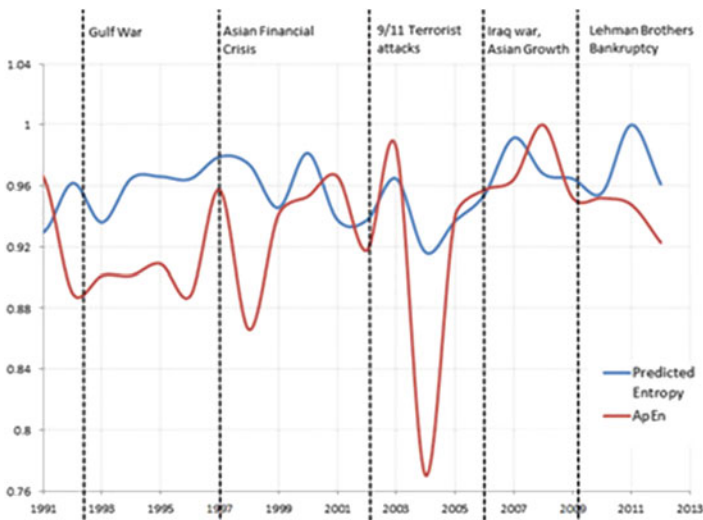 Gulf War
Asian Financial
Crisis
9/11 Terrorist
attacks
Iraq war,
Asian Growth
Lehman Brothers
Bankruptcy
1.04
1
0.96
0.92
0.88
0.84
0.8
0.76
Predicted
Entropy
ApEn
1991 1993 1995 1997 1999 2001 2003 2005 2007 2009 2011 2013